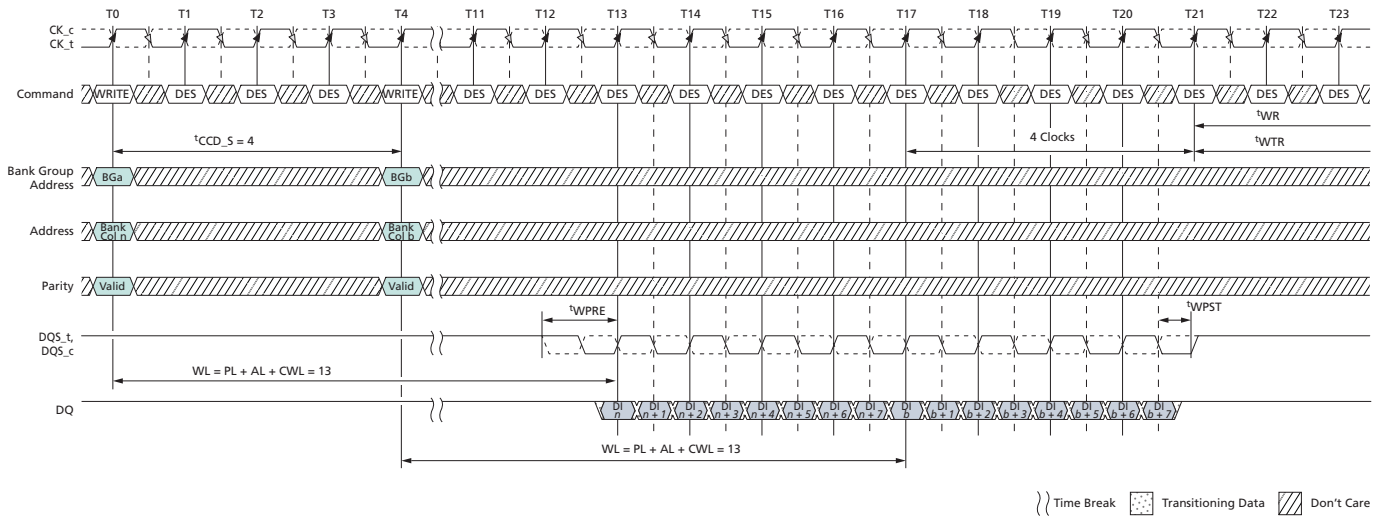 T0 T1 T2 T3 T4 T11 T12 T13 T14 T15 T16 T17 T18 T19 T20 T21 T22 T23
CK_c
CK_t
Command WRITE DES DES DES WRITE DES DES DES DES DES DES DES DES DES DES DES DES DES
tWR
tCCD_S = 4 4 Clocks tWTR
Bank Group
Address BGa BGb
Address Bank Col n Bank Col b
Parity Valid Valid
tWPRE tWPST
DQS_t,
DQS_c
WL = PL + AL + CWL = 13
DQ DI n DI n + 1 DI n + 2 DI n + 3 DI n + 4 DI n + 5 DI n + 6 DI n + 7 DI b DI b + 1 DI b + 2 DI b + 3 DI b + 4 DI b + 5 DI b + 6 DI b + 7
WL = PL + AL + CWL = 13
Time Break Transitioning Data Don't Care